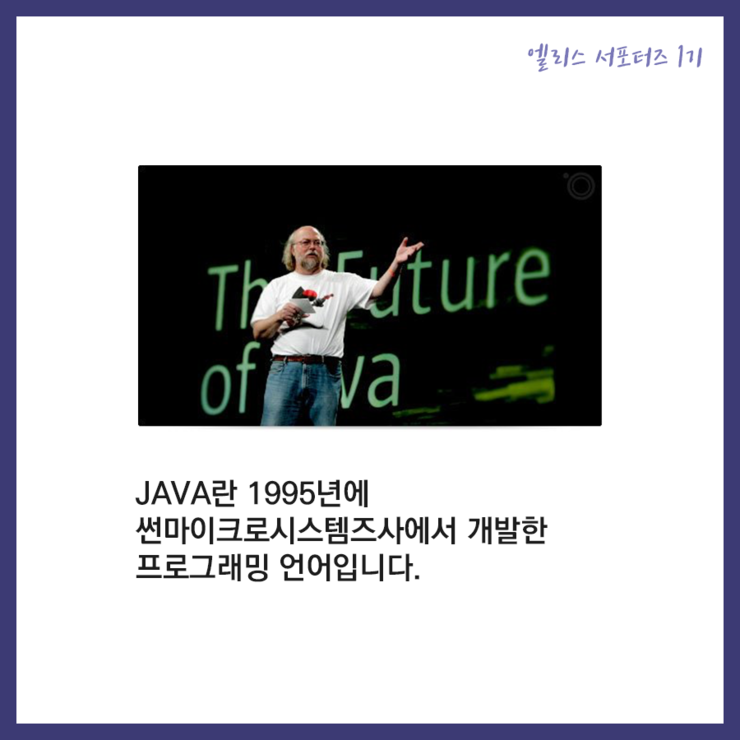 엘리스 서포터즈 1기
The Future
of Java
JAVA란 1995년에
썬마이크로시스템즈사에서 개발한
프로그래밍 언어입니다.